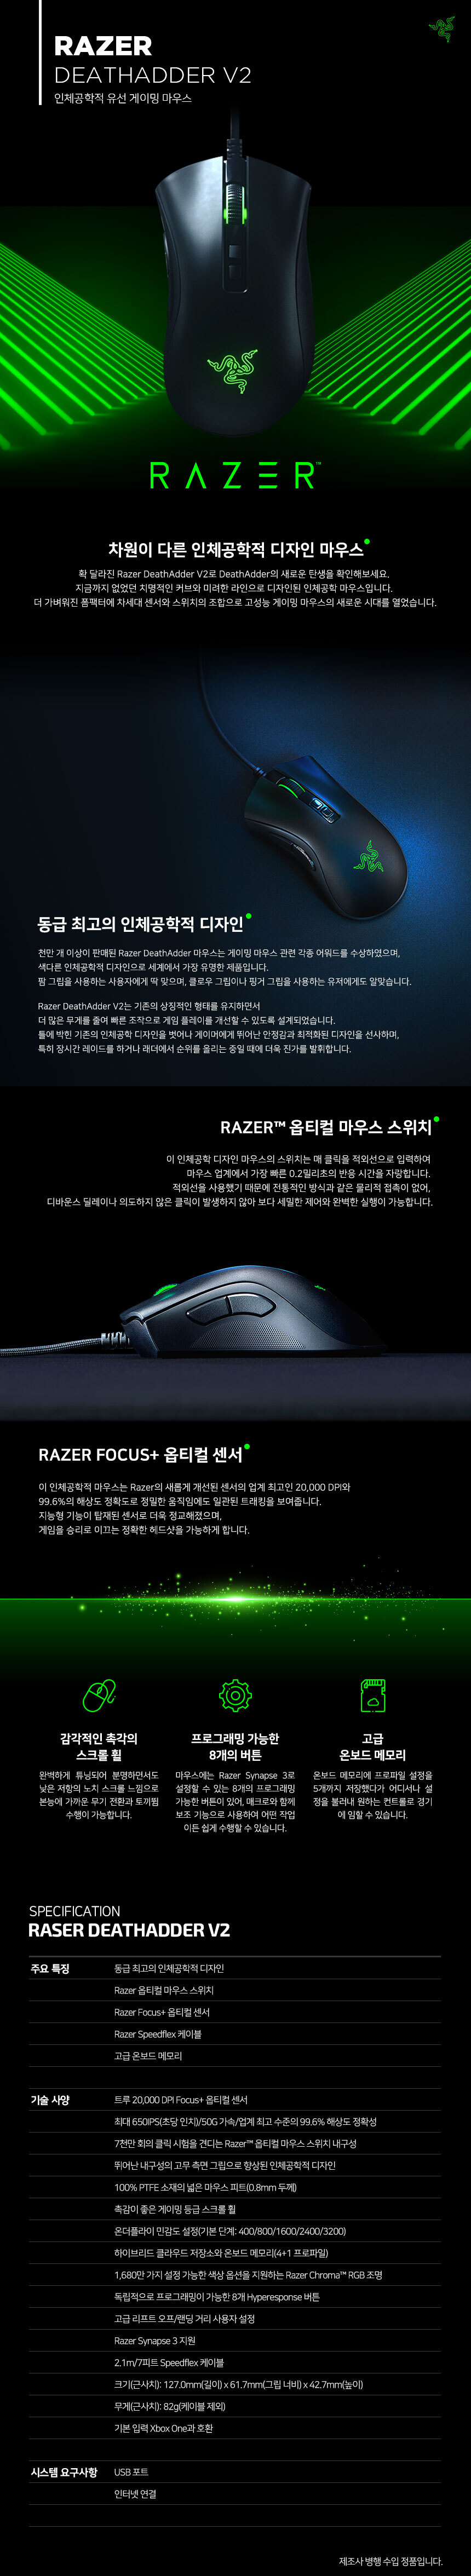 RAZER
DEATHADDER V2
인체공학적 유선 게이밍 마우스
RAZER™
차원이 다른 인체공학적 디자인 마우스
확 달라진 Razer DeathAdder V2로 DeathAdder의 새로운 탄생을 확인해보세요.
지금까지 없었던 치명적인 커브와 미려한 라인으로 디자인된 인체공학 마우스입니다.
더 가벼워진 폼팩터에 차세대 센서와 스위치의 조합으로 고성능 게이밍 마우스의 새로운 시대를 열었습니다.
동급 최고의 인체공학적 디자인
천만 개 이상이 판매된 Razer DeathAdder 마우스는 게이밍 마우스 관련 각종 어워드를 수상하였으며,
색다른 인체공학적 디자인으로 세계에서 가장 유명한 제품입니다.
팜 그립을 사용하는 사용자에게 딱 맞으며, 클로우 그립이나 핑거 그립을 사용하는 유저에게도 알맞습니다.
Razer DeathAdder V2는 기존의 상징적인 형태를 유지하면서
더 많은 무게를 줄여 빠른 조작으로 게임 플레이를 개선할 수 있도록 설계되었습니다.
틀에 박힌 기존의 인체공학 디자인을 벗어나 게이머에게 뛰어난 안정감과 최적화된 디자인을 선사하며,
특히 장시간 레이드를 하거나 래더에서 순위를 올리는 중일 때에 더욱 진가를 발휘합니다.
RAZER™ 옵티컬 마우스 스위치
이 인체공학 디자인 마우스의 스위치는 매 클릭을 적외선으로 입력하여
마우스 업계에서 가장 빠른 0.2밀리초의 반응 시간을 자랑합니다.
적외선을 사용했기 때문에 전통적인 방식과 같은 물리적 접촉이 없어,
디바운스 딜레이나 의도하지 않은 클릭이 발생하지 않아 보다 세밀한 제어와 완벽한 실행이 가능합니다.
RAZER FOCUS+ 옵티컬 센서
이 인체공학적 마우스는 Razer의 새롭게 개선된 센서의 업계 최고인 20,000 DPI와
99.6%의 해상도 정확도로 정밀한 움직임에도 일관된 트래킹을 보여줍니다.
지능형 기능이 탑재된 센서로 더욱 정교해졌으며,
게임을 승리로 이끄는 정확한 헤드샷을 가능하게 합니다.
감각적인 촉각의
스크롤 휠
완벽하게 튜닝되어 분명하면서도
낮은 저항의 노치 스크롤 느낌으로
본능에 가까운 무기 전환과 토끼뜀
수행이 가능합니다.
프로그래밍 가능한
8개의 버튼
마우스에는 Razer Synapse 3로
설정할 수 있는 8개의 프로그래밍
가능한 버튼이 있어, 매크로와 함께
보조 기능으로 사용하여 어떤 작업
이든 쉽게 수행할 수 있습니다.
고급
온보드 메모리
온보드 메모리에 프로파일 설정을
5개까지 저장했다가 어디서나 설
정을 불러내 원하는 컨트롤로 경기
에 임할 수 있습니다.
SPECIFICATION
RASER DEATHADDER V2
주요 특징
동급 최고의 인체공학적 디자인
Razer 옵티컬 마우스 스위치
Razer Focus+ 옵티컬 센서
Razer Speedflex 케이블
고급 온보드 메모리
기술 사양
트루 20,000 DPI Focus+ 옵티컬 센서
최대 650IPS(초당 인치)/50G 가속/업계 최고 수준의 99.6% 해상도 정확성
7천만 회의 클릭 시험을 견디는 Razer™ 옵티컬 마우스 스위치 내구성
뛰어난 내구성의 고무 측면 그립으로 향상된 인체공학적 디자인
100% PTFE 소재의 넓은 마우스 피트(0.8mm 두께)
촉감이 좋은 게이밍 등급 스크롤 휠
온더플라이 민감도 설정(기본 단계: 400/800/1600/2400/3200)
하이브리드 클라우드 저장소와 온보드 메모리(4+1 프로파일)
1,680만 가지 설정 가능한 색상 옵션을 지원하는 Razer Chroma™ RGB 조명
독립적으로 프로그래밍이 가능한 8개 Hyperesponse 버튼
고급 리프트 오프/랜딩 거리 사용자 설정
Razer Synapse 3 지원
2.1m/7피트 Speedflex 케이블
크기(근사치): 127.0mm(길이) x 61.7mm(그립 너비) x 42.7mm(높이)
무게(근사치): 82g(케이블 제외)
기본 입력 Xbox One과 호환
시스템 요구사항
USB 포트
인터넷 연결
제조사 병행 수입 정품입니다.